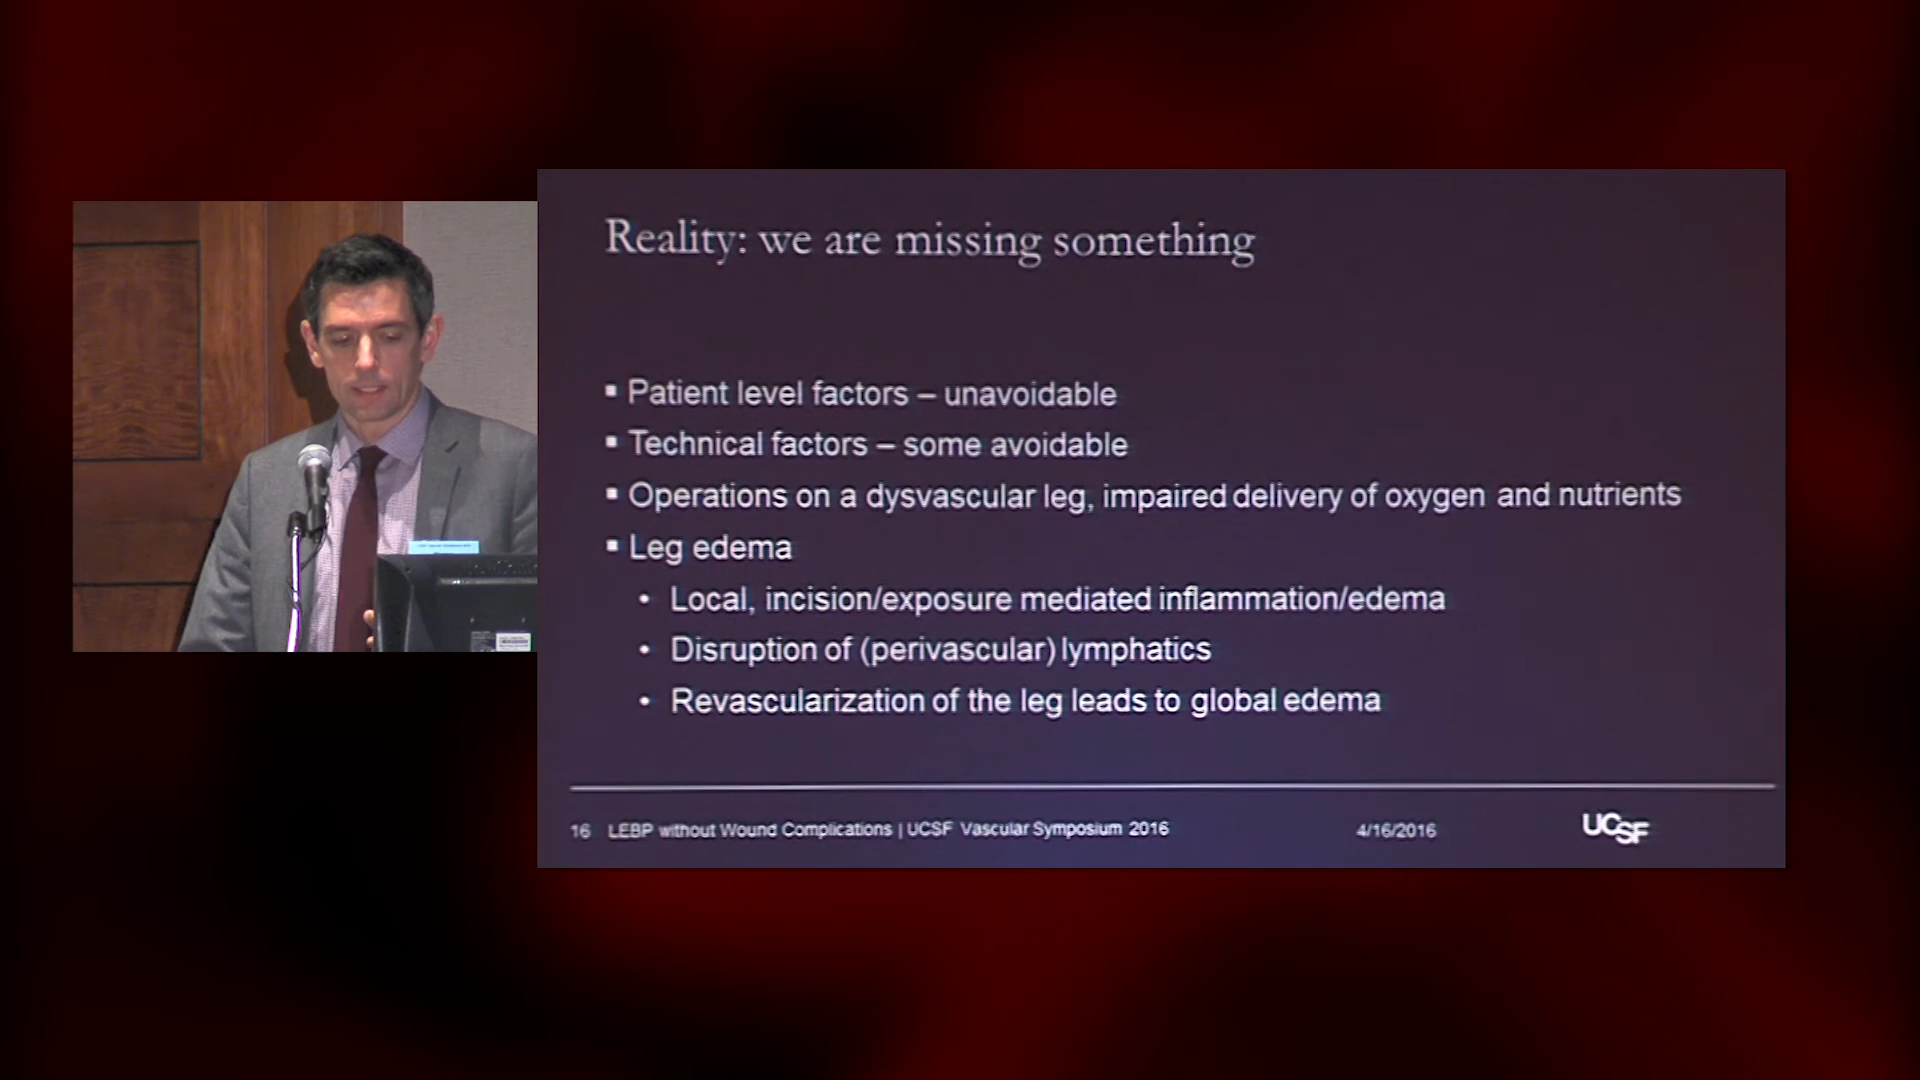 Reality: we are missing something
▪ Patient level factors – unavoidable
▪ Technical factors – some avoidable
▪ Operations on a dysvascular leg, impaired delivery of oxygen and nutrients
▪ Leg edema
• Local, incision/exposure mediated inflammation/edema
• Disruption of (perivascular) lymphatics
• Revascularization of the leg leads to global edema
16 LEBP without Wound Complications | UCSF Vascular Symposium 2016 4/16/2016 UCSF